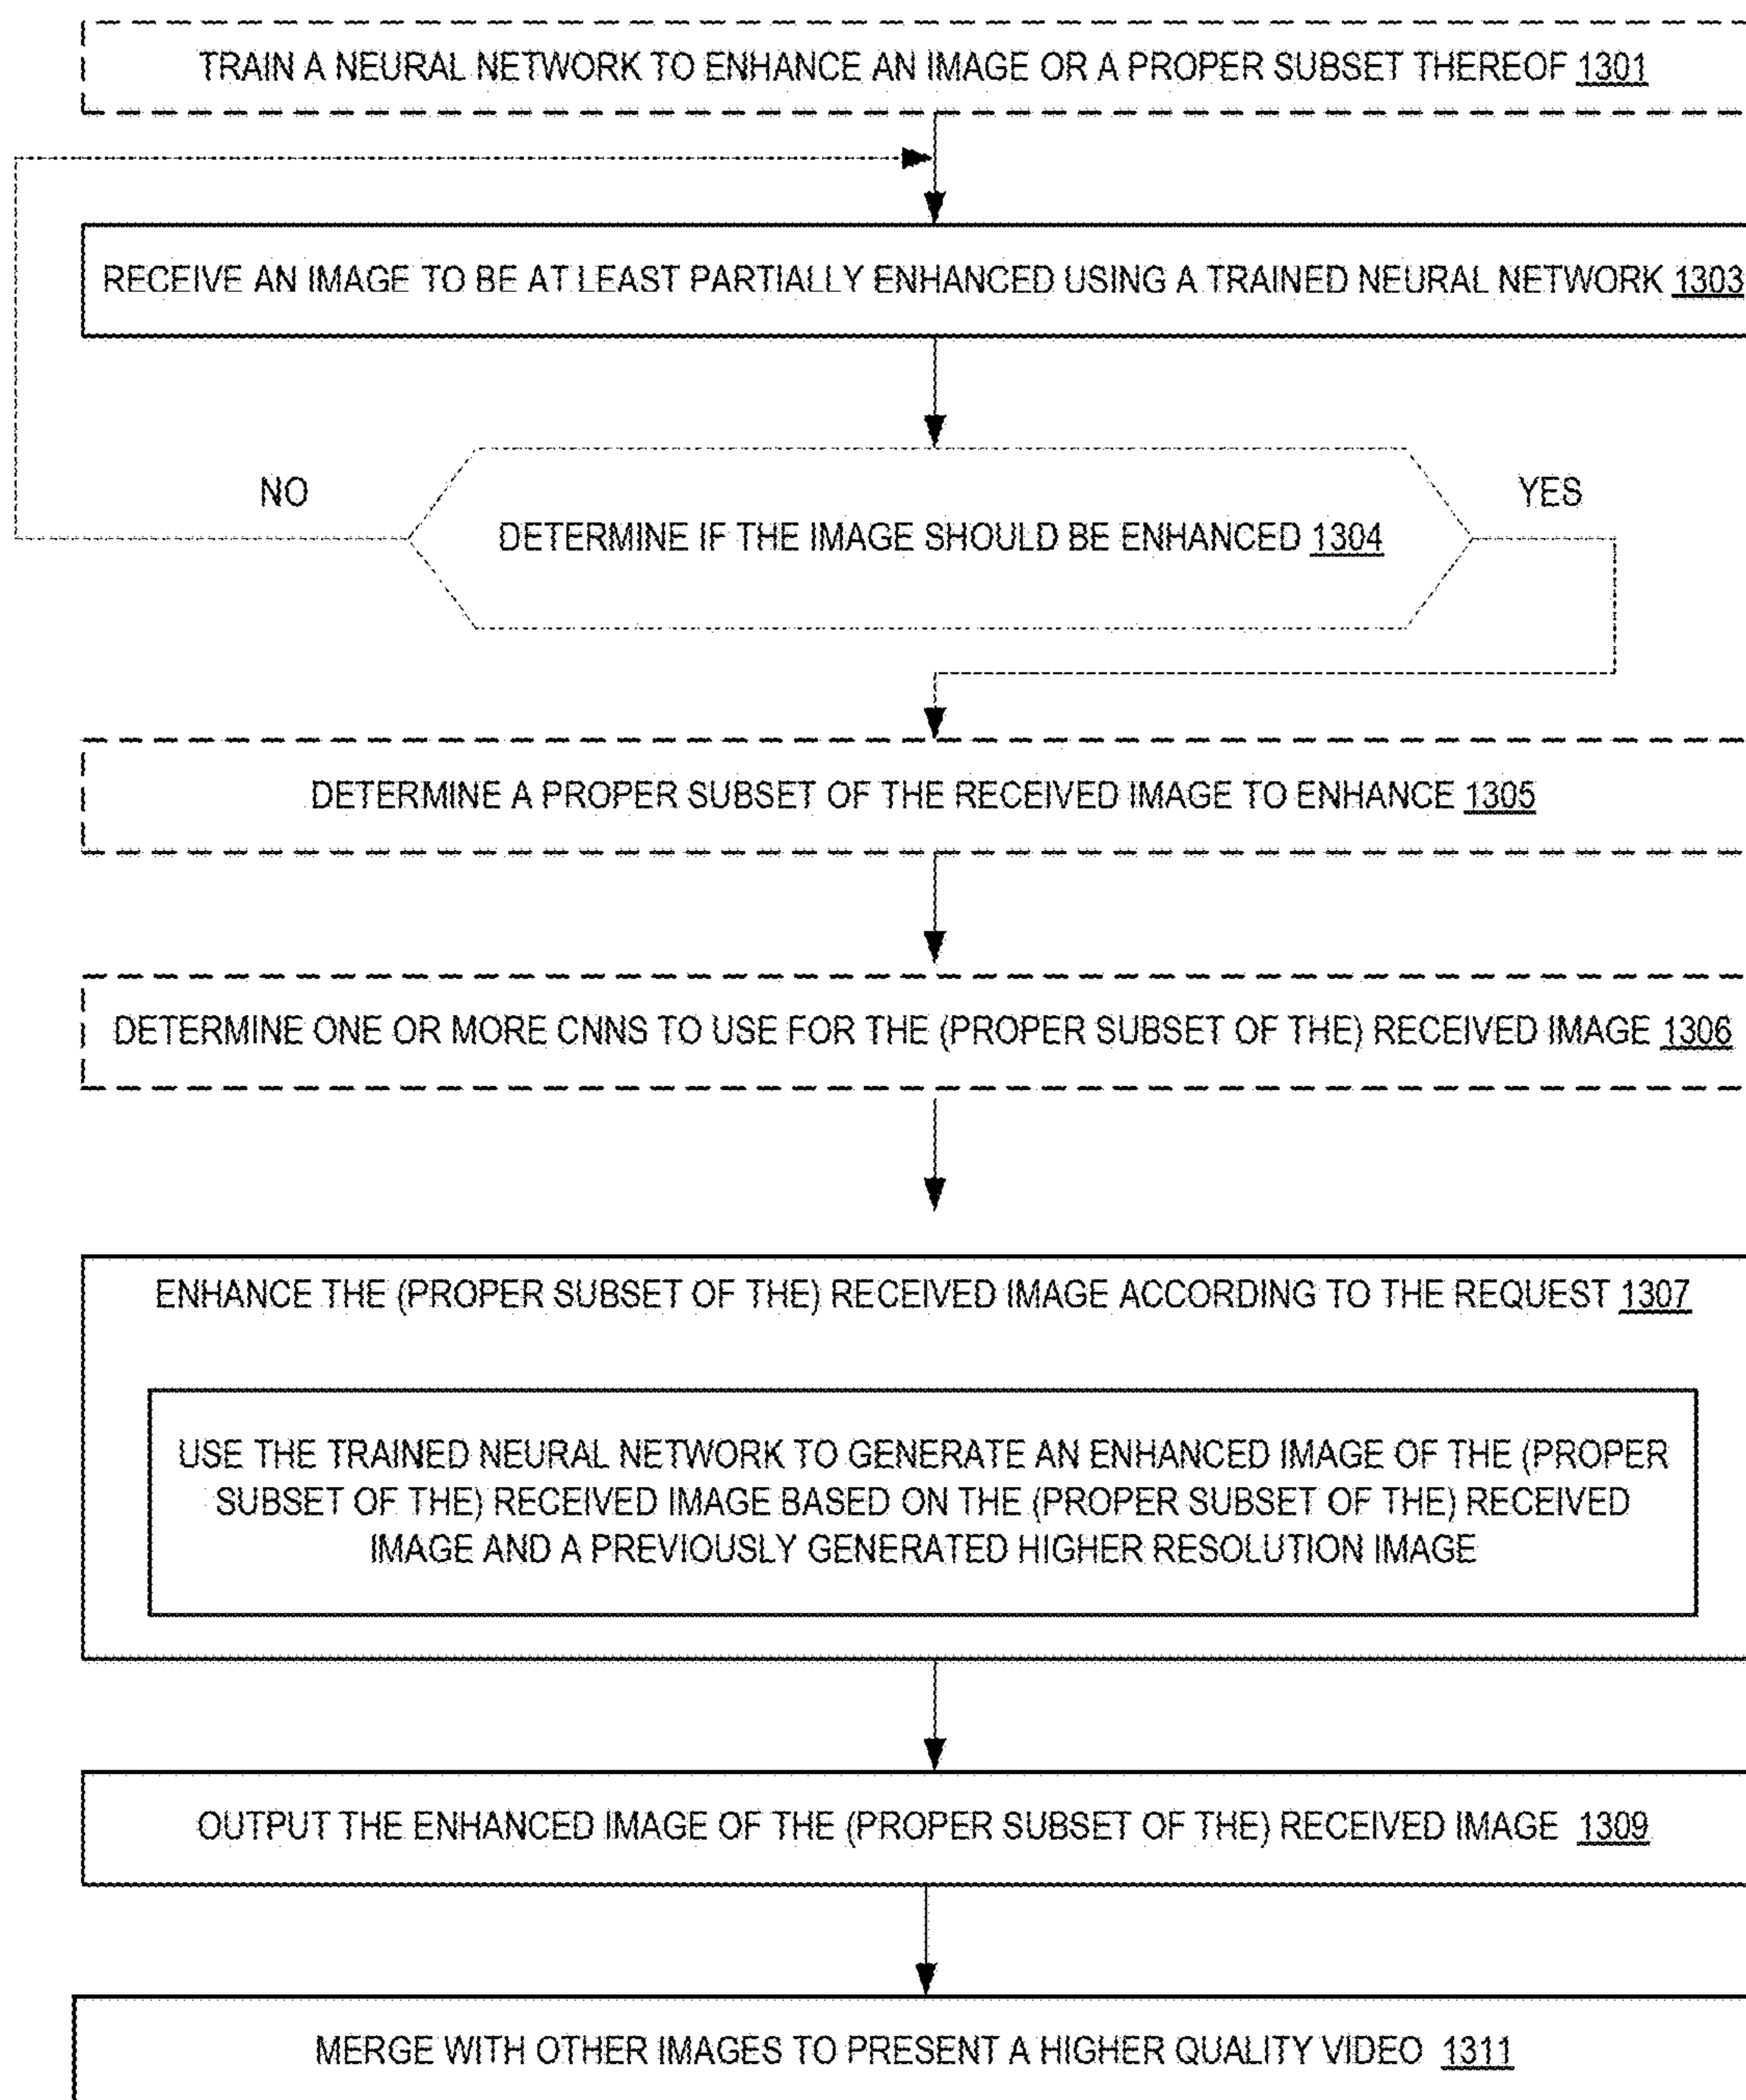 TRAIN A NEURAL NETWORK TO ENHANCE AN IMAGE OR A PROPER SUBSET THEREOF 1301
RECEIVE AN IMAGE TO BE AT LEAST PARTIALLY ENHANCED USING A TRAINED NEURAL NETWORK 1303
NO
YES
DETERMINE IF THE IMAGE SHOULD BE ENHANCED 1304
DETERMINE A PROPER SUBSET OF THE RECEIVED IMAGE TO ENHANCE 1305
DETERMINE ONE OR MORE CNNS TO USE FOR THE (PROPER SUBSET OF THE) RECEIVED IMAGE 1306
ENHANCE THE (PROPER SUBSET OF THE) RECEIVED IMAGE ACCORDING TO THE REQUEST 1307
USE THE TRAINED NEURAL NETWORK TO GENERATE AN ENHANCED IMAGE OF THE (PROPER
SUBSET OF THE) RECEIVED IMAGE BASED ON THE (PROPER SUBSET OF THE) RECEIVED
IMAGE AND A PREVIOUSLY GENERATED HIGHER RESOLUTION IMAGE
OUTPUT THE ENHANCED IMAGE OF THE (PROPER SUBSET OF THE) RECEIVED IMAGE 1309
MERGE WITH OTHER IMAGES TO PRESENT A HIGHER QUALITY VIDEO 1311